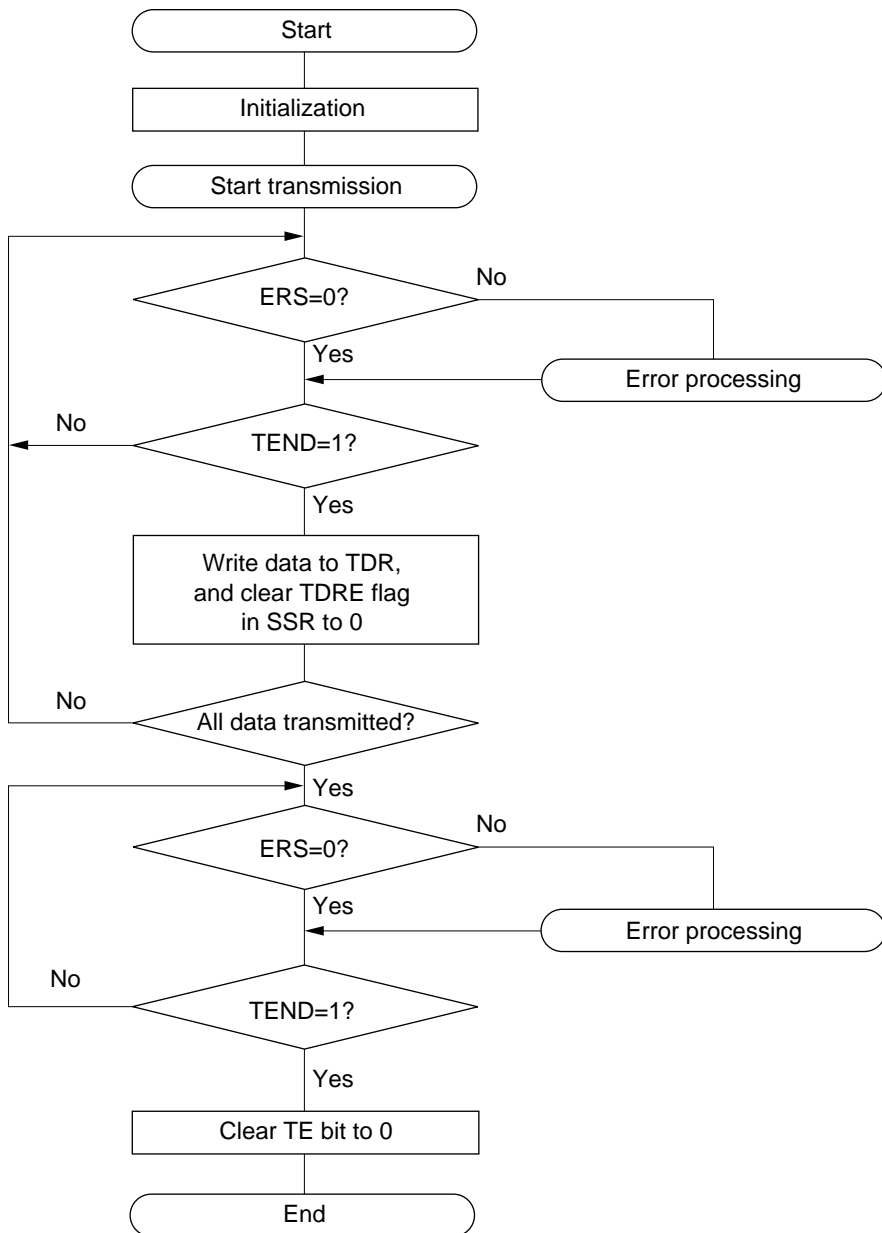 Start
Initialization
Start transmission
No
ERS=0?
Yes
Error processing
No
TEND=1?
Yes
Write data to TDR,
and clear TDRE flag
in SSR to 0
No
All data transmitted?
Yes
No
ERS=0?
Yes
Error processing
No
TEND=1?
Yes
Clear TE bit to 0
End